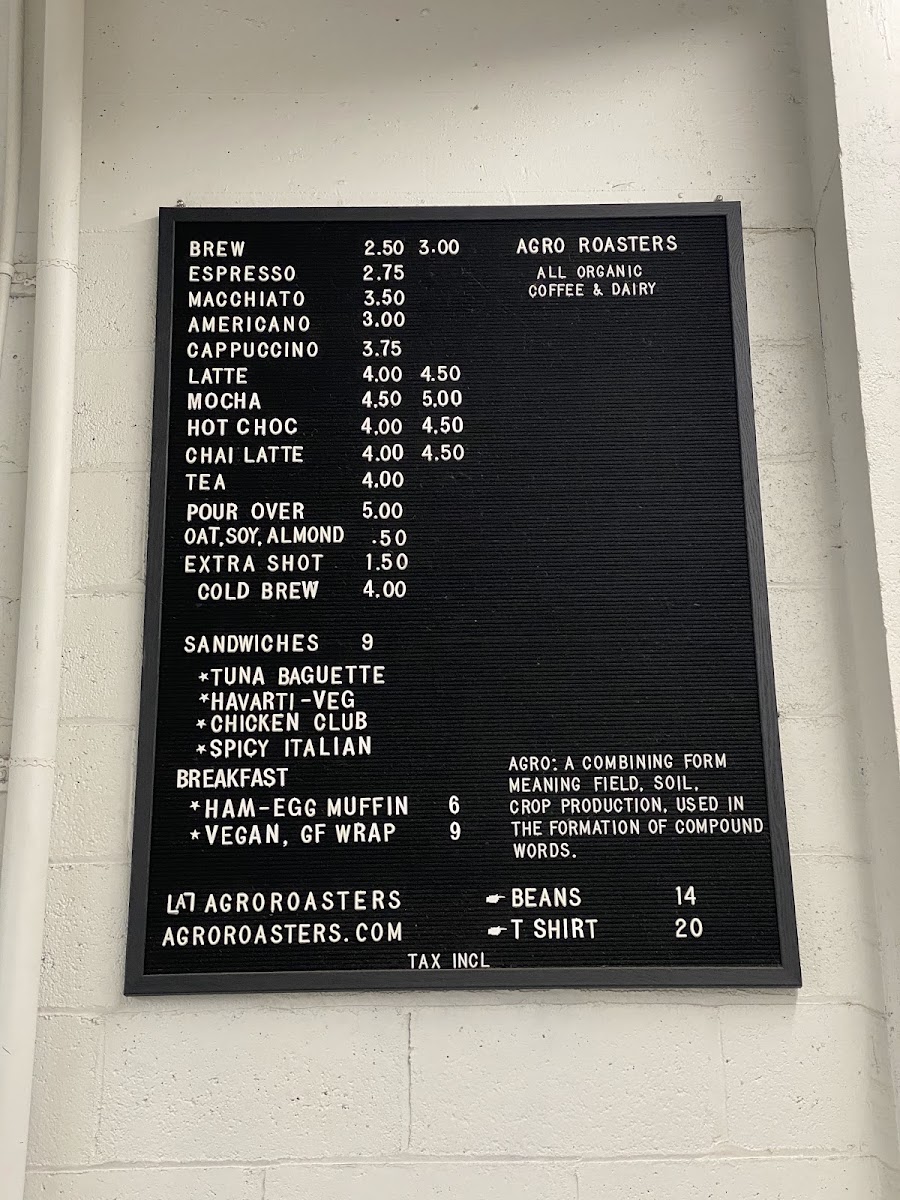 BREW 2.50 3.00
ESPRESSO 2.75
MACCHIATO 3.50
AMERICANO 3.00
CAPPUCCINO 3.75
LATTE 4.00 4.50
MOCHA 4.50 5.00
HOT CHOC 4.00 4.50
CHAI LATTE 4.00 4.50
TEA 4.00
POUR OVER 5.00
OAT, SOY, ALMOND .50
EXTRA SHOT 1.50
COLD BREW 4.00
SANDWICHES 9
*TUNA BAGUETTE
*HAVARTI-VEG
*CHICKEN CLUB
*SPICY ITALIAN
BREAKFAST
*HAM-EGG MUFFIN 6
*VEGAN, GF WRAP 9
AGROROASTERS
AGROROASTERS.COM
AGRO ROASTERS
ALL ORGANIC
COFFEE & DAIRY
AGRO: A COMBINING FORM
MEANING FIELD, SOIL,
CROP PRODUCTION, USED IN
THE FORMATION OF COMPOUND
WORDS.
BEANS 14
T SHIRT 20
TAX INCL